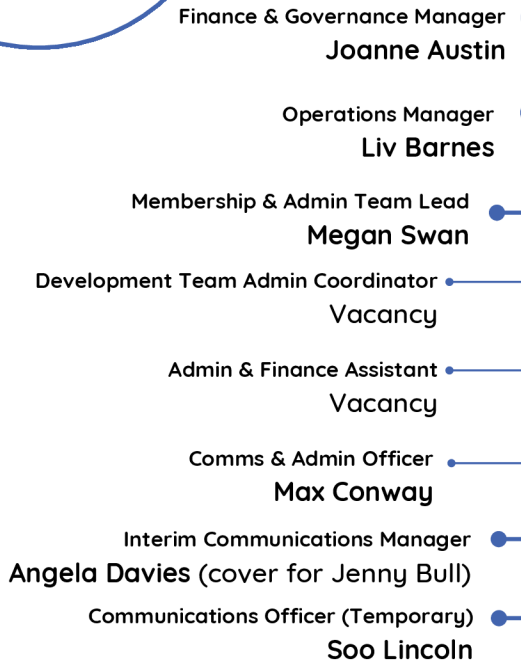 Finance & Governance Manager
Joanne Austin
Operations Manager
Liv Barnes
Membership & Admin Team Lead
Megan Swan
Development Team Admin Coordinator
Vacancy
Admin & Finance Assistant
Vacancy
Comms & Admin Officer
Max Conway
Interim Communications Manager
Angela Davies (cover for Jenny Bull)
Communications Officer (Temporary)
Soo Lincoln